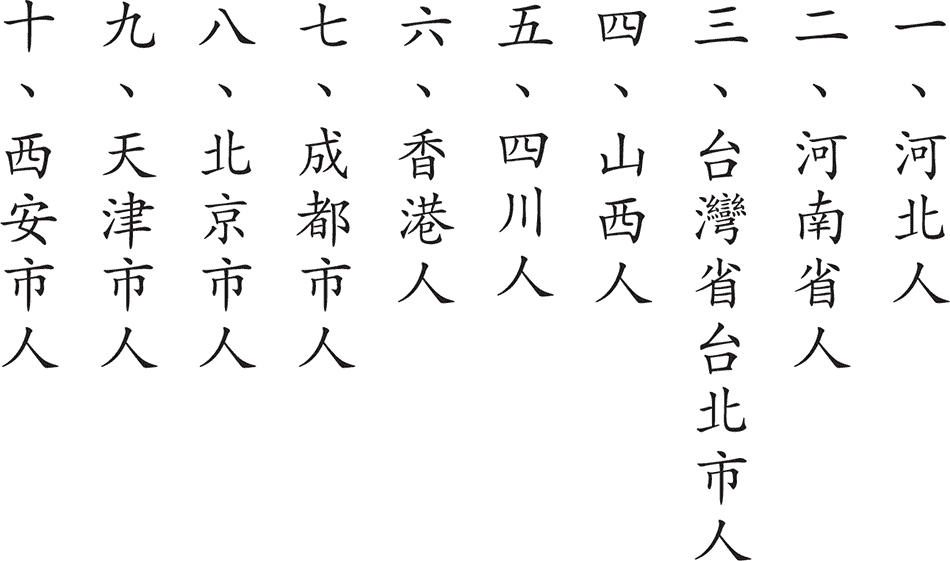 一、河北人
二、河南省人
三、台灣省台北市人
四、山西人
五、四川人
六、香港人
七、成都市人
八、北京市人
九、天津市人
十、西安市人